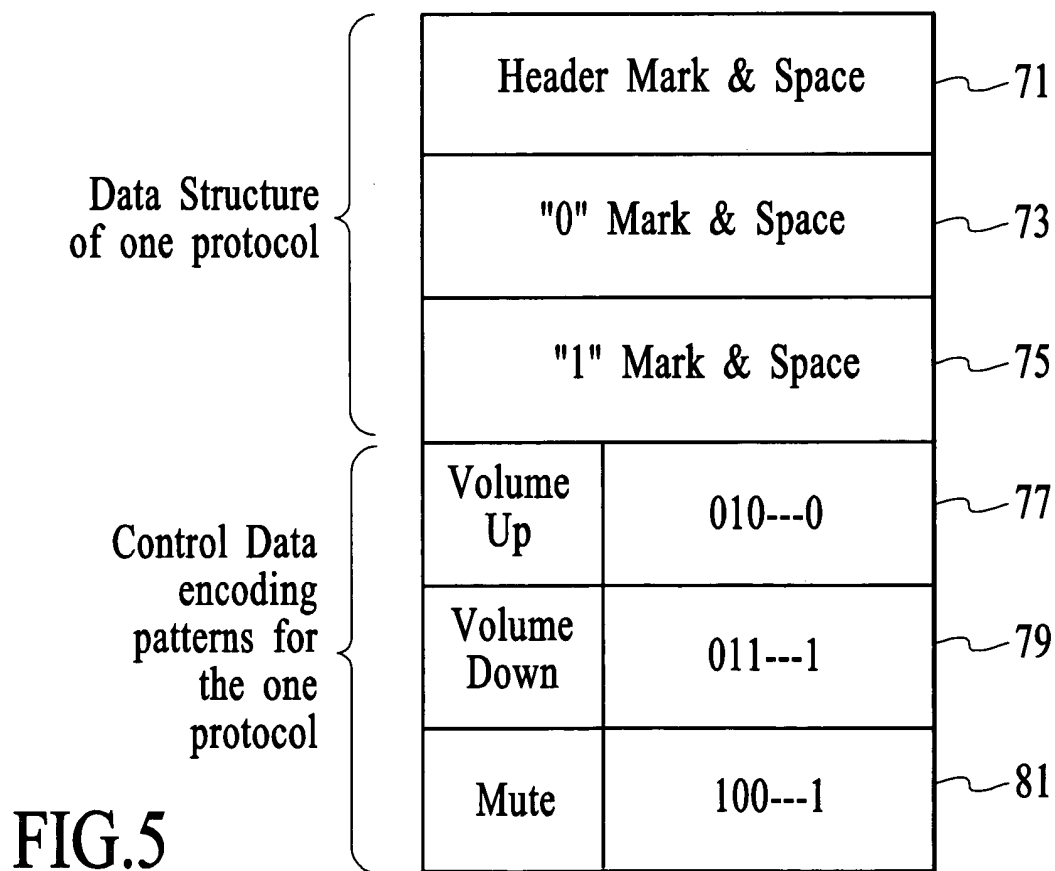 Header Mark & Space
71
Data Structure
of one protocol
"0" Mark & Space
73
"1" Mark & Space
75
Control Data
encoding
patterns for
the one
protocol
Volume
Up
010---0
77
Volume
Down
011---1
79
Mute
100---1
81
FIG.5